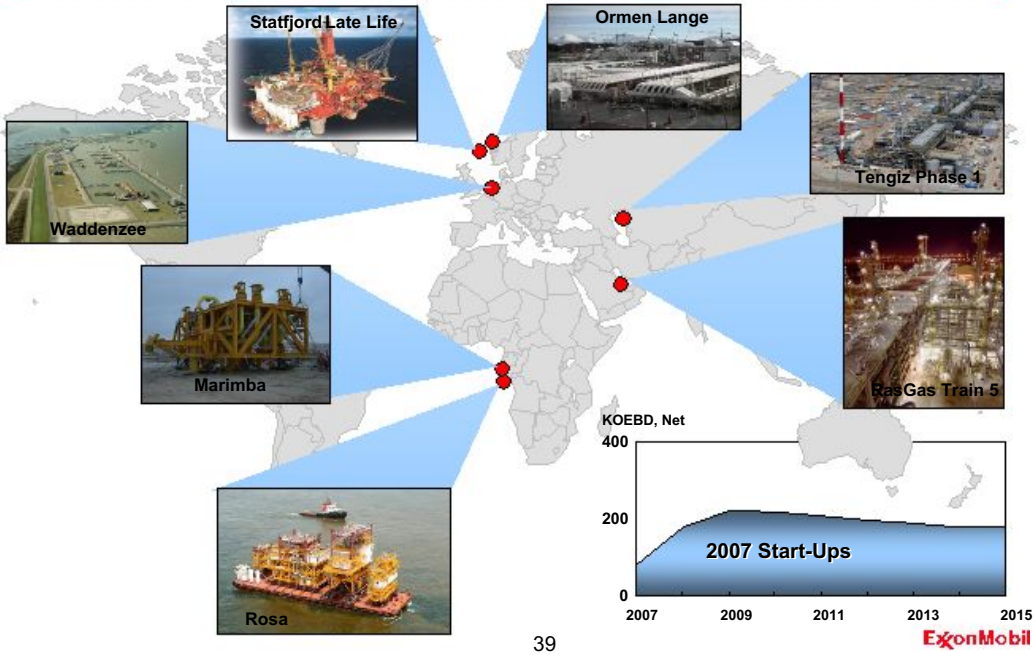 Statfjord Late Life
Ormen Lange
Tengiz Phase 1
Waddenzee
Marimba
RasGas Train 5
Rosa
KOEBD, Net
400
200
0
2007 Start-Ups
2007 2009 2011 2013 2015
39
ExxonMobil